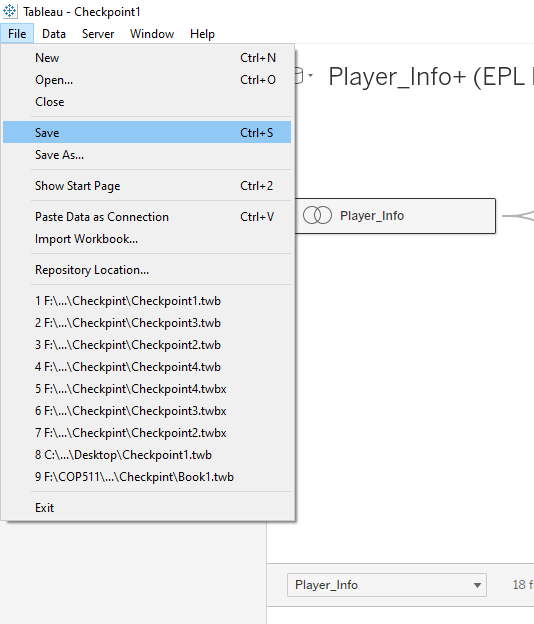 Tableau - Checkpoint1
File Data Server Window Help
New Ctrl+N
Open... Ctrl+O
Close
Save Ctrl+S
Save As...
Show Start Page Ctrl+2
Paste Data as Connection Ctrl+V
Import Workbook...
Repository Location...
1 F:\...\Checkpint\Checkpoint1.twb
2 F:\...\Checkpint\Checkpoint3.twb
3 F:\...\Checkpint\Checkpoint2.twb
4 F:\...\Checkpint\Checkpoint4.twb
5 F:\...\Checkpint\Checkpoint4.twbx
6 F:\...\Checkpint\Checkpoint3.twbx
7 F:\...\Checkpint\Checkpoint2.twbx
8 C:\...\Desktop\Checkpoint1.twb
9 F:\COP511\...\Checkpint\Book1.twb
Exit
Player_Info+ (EPL
Player_Info
Player_Info 18 f